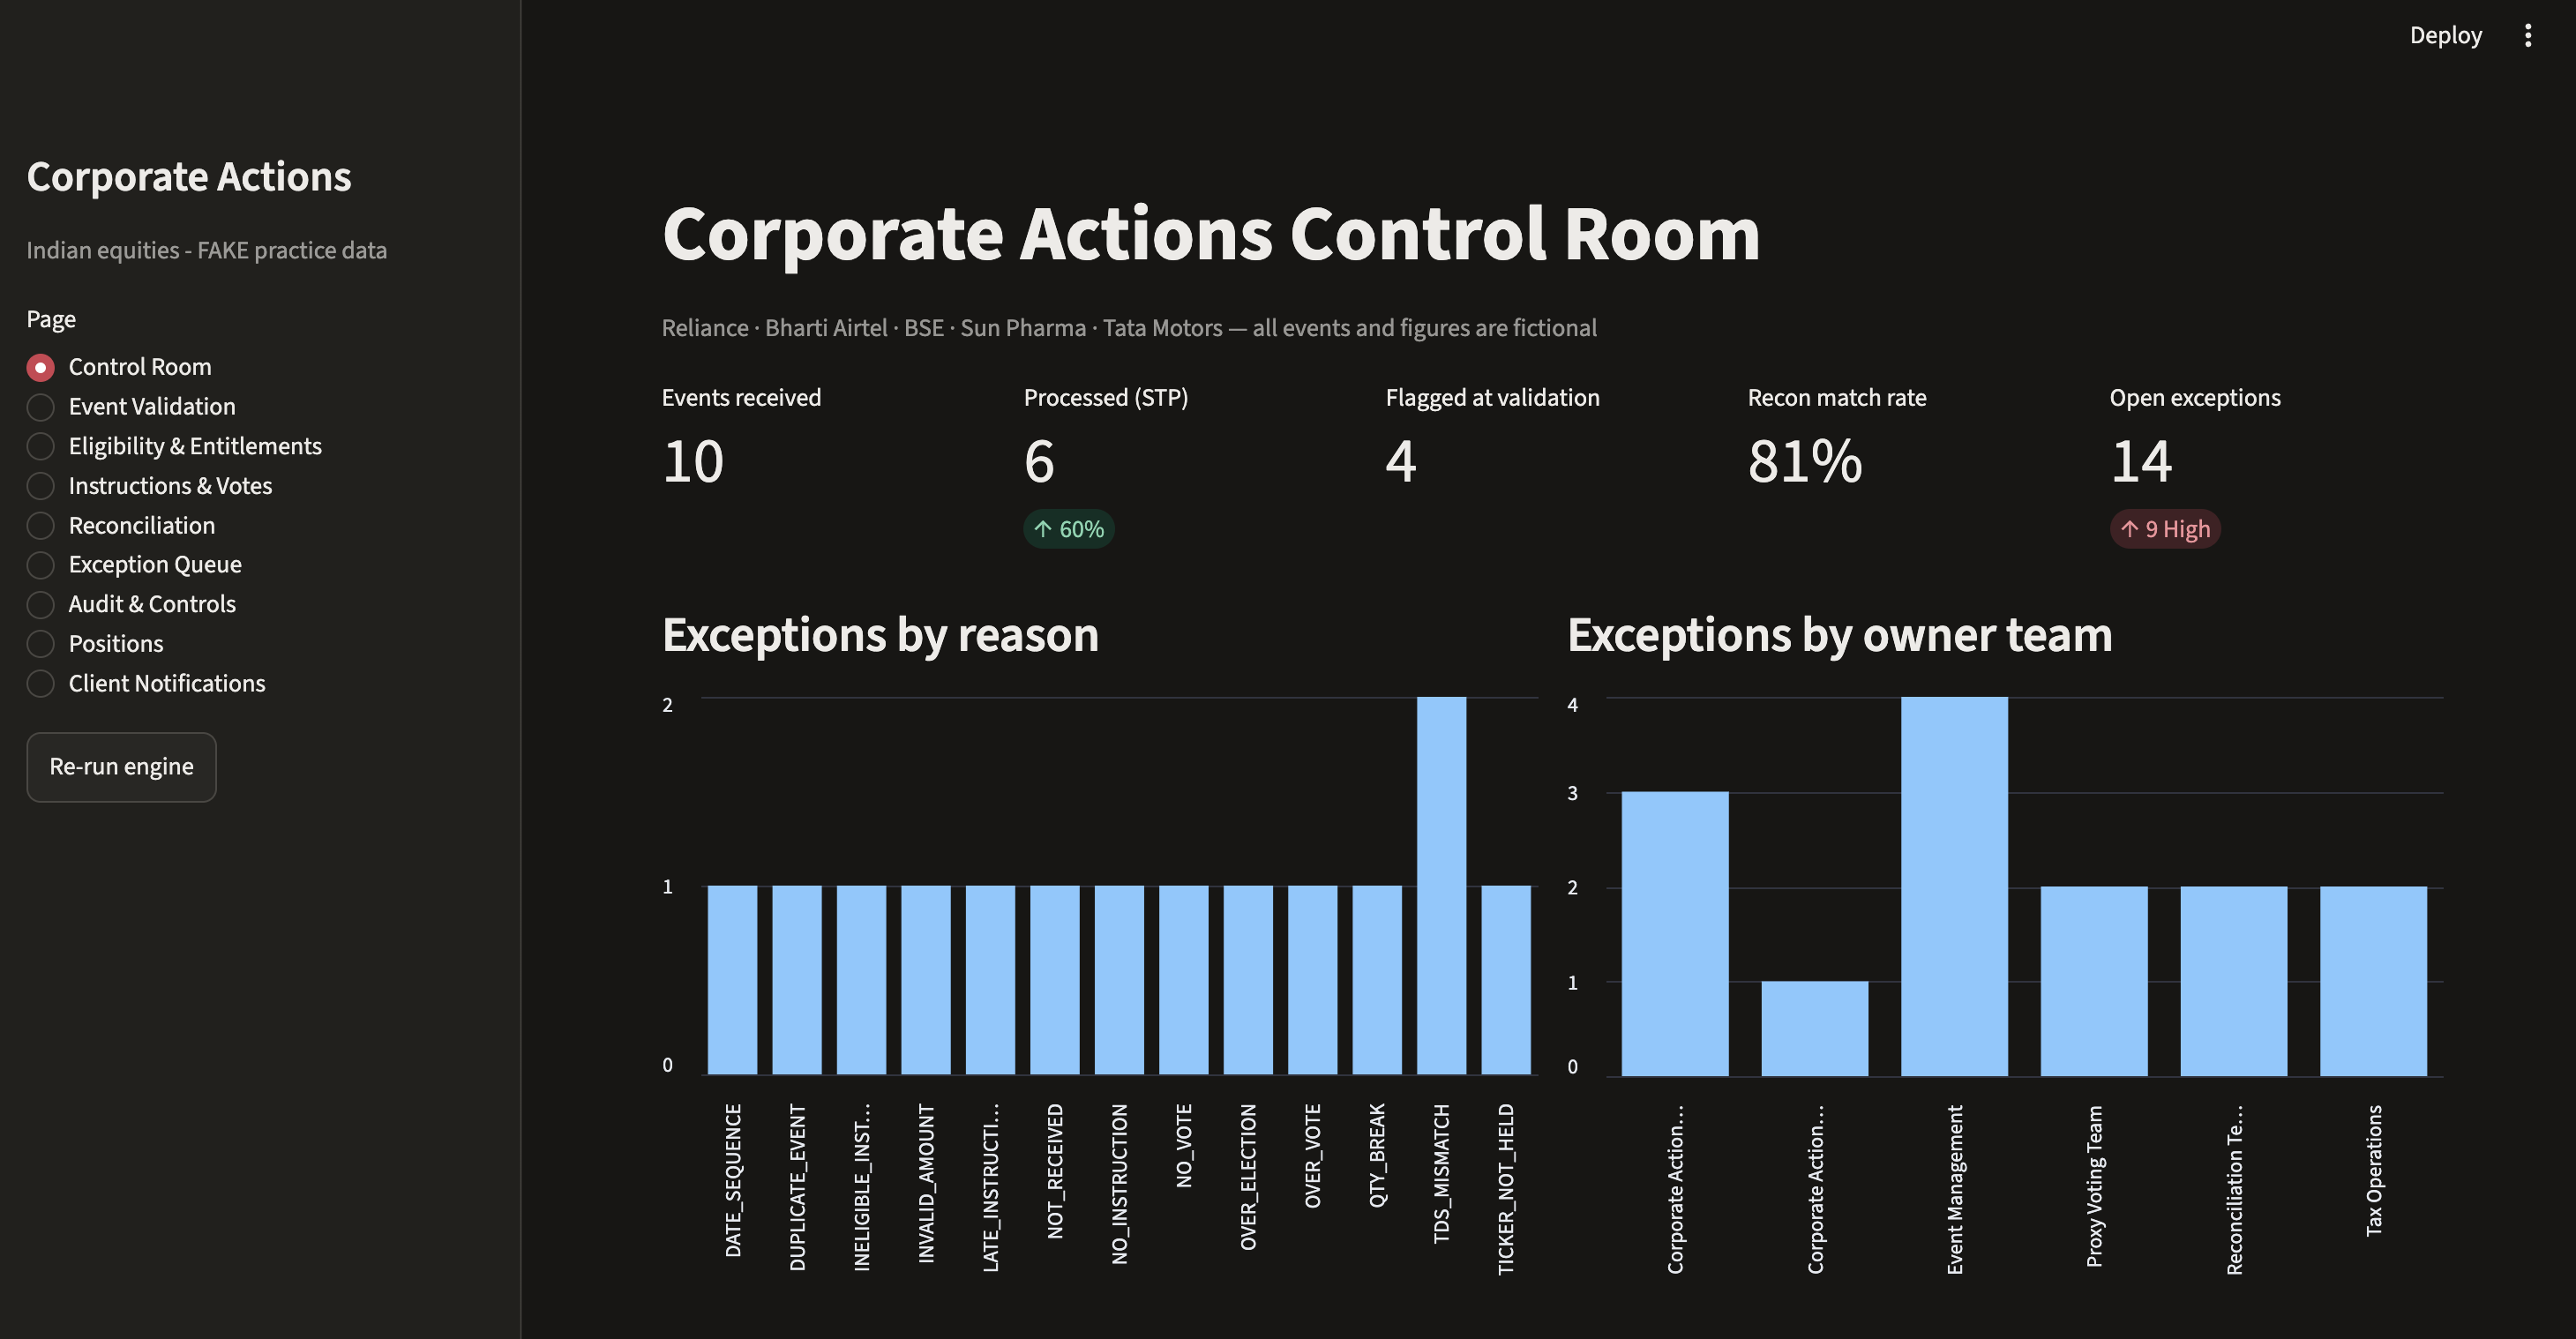 Deploy
Corporate Actions
Indian equities - FAKE practice data
Page
Control Room
Event Validation
Eligibility & Entitlements
Instructions & Votes
Reconciliation
Exception Queue
Audit & Controls
Positions
Client Notifications
Re-run engine
Corporate Actions Control Room
Reliance · Bharti Airtel · BSE · Sun Pharma · Tata Motors — all events and figures are fictional
Events received
10
Processed (STP)
6
↑ 60%
Flagged at validation
4
Recon match rate
81%
Open exceptions
14
↑ 9 High
Exceptions by reason
2
1
0
DATE_SEQUENCE
DUPLICATE_EVENT
INELIGIBLE_INST…
INVALID_AMOUNT
LATE_INSTRUCTI…
NOT_RECEIVED
NO_INSTRUCTION
NO_VOTE
OVER_ELECTION
OVER_VOTE
QTY_BREAK
TDS_MISMATCH
TICKER_NOT_HELD
Exceptions by owner team
4
3
2
1
0
Corporate Action…
Corporate Action…
Event Management
Proxy Voting Team
Reconciliation Te…
Tax Operations